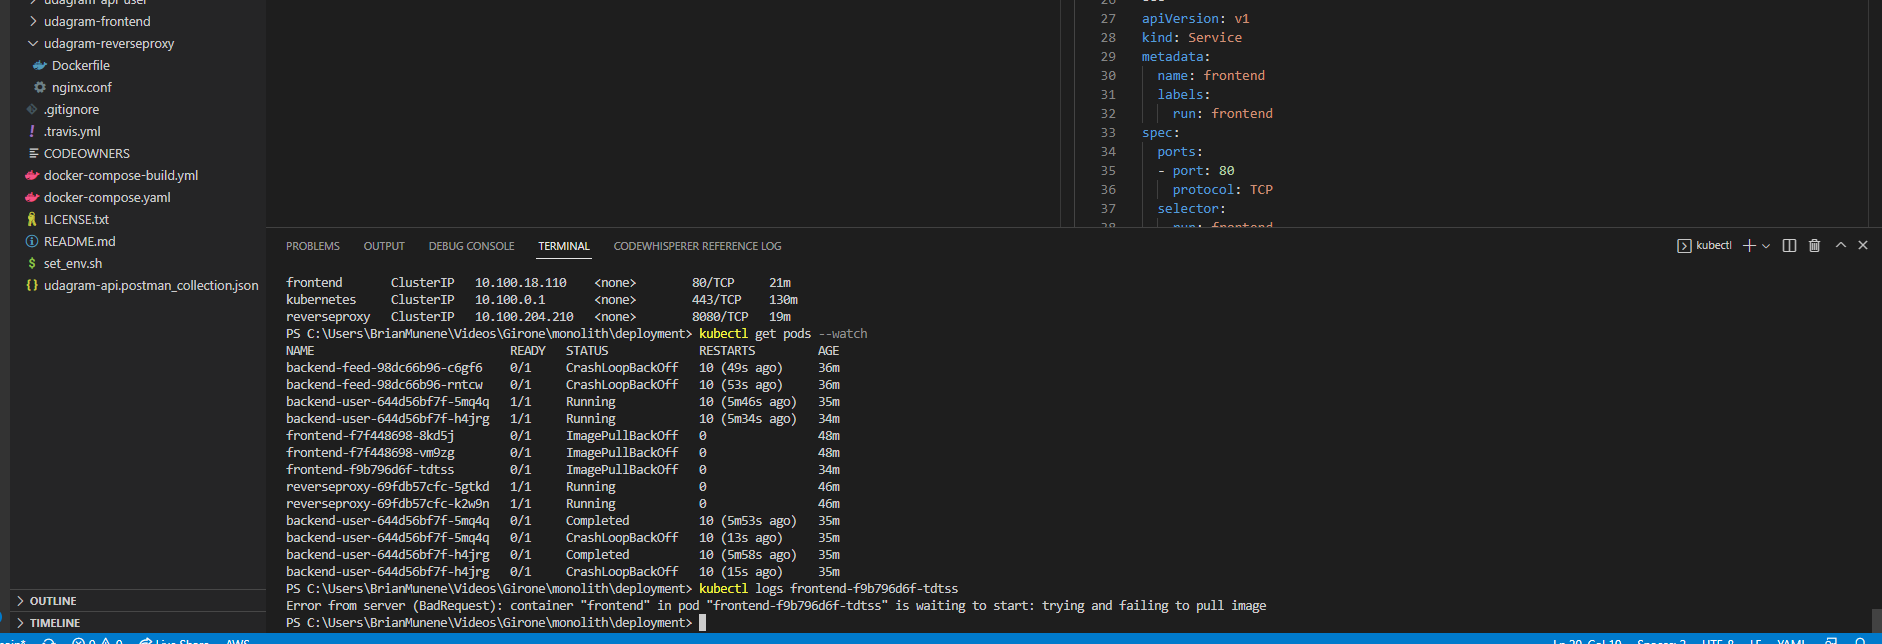 udagram-api-user
udagram-frontend
udagram-reverseproxy
Dockerfile
nginx.conf
.gitignore
.travis.yml
CODEOWNERS
docker-compose-build.yml
docker-compose.yaml
LICENSE.txt
README.md
set_env.sh
udagram-api.postman_collection.json
OUTLINE
TIMELINE
26 ---
27 apiVersion: v1
28 kind: Service
29 metadata:
30 name: frontend
31 labels:
32 run: frontend
33 spec:
34 ports:
35 - port: 80
36 protocol: TCP
37 selector:
38 run: frontend
PROBLEMS OUTPUT DEBUG CONSOLE TERMINAL CODEWHISPERER REFERENCE LOG
kubectl
frontend ClusterIP 10.100.18.110 <none> 80/TCP 21m
kubernetes ClusterIP 10.100.0.1 <none> 443/TCP 130m
reverseproxy ClusterIP 10.100.204.210 <none> 8080/TCP 19m
PS C:\Users\BrianMunene\Videos\Girone\monolith\deployment> kubectl get pods --watch
NAME READY STATUS RESTARTS AGE
backend-feed-98dc66b96-c6gf6 0/1 CrashLoopBackOff 10 (49s ago) 36m
backend-feed-98dc66b96-rntcw 0/1 CrashLoopBackOff 10 (53s ago) 36m
backend-user-644d56bf7f-5mq4q 1/1 Running 10 (5m46s ago) 35m
backend-user-644d56bf7f-h4jrg 1/1 Running 10 (5m34s ago) 34m
frontend-f7f448698-8kd5j 0/1 ImagePullBackOff 0 48m
frontend-f7f448698-vm9zg 0/1 ImagePullBackOff 0 48m
frontend-f9b796d6f-tdtss 0/1 ImagePullBackOff 0 34m
reverseproxy-69fdb57cfc-5gtkd 1/1 Running 0 46m
reverseproxy-69fdb57cfc-k2w9n 1/1 Running 0 46m
backend-user-644d56bf7f-5mq4q 0/1 Completed 10 (5m53s ago) 35m
backend-user-644d56bf7f-5mq4q 0/1 CrashLoopBackOff 10 (13s ago) 35m
backend-user-644d56bf7f-h4jrg 0/1 Completed 10 (5m58s ago) 35m
backend-user-644d56bf7f-h4jrg 0/1 CrashLoopBackOff 10 (15s ago) 35m
PS C:\Users\BrianMunene\Videos\Girone\monolith\deployment> kubectl logs frontend-f9b796d6f-tdtss
Error from server (BadRequest): container "frontend" in pod "frontend-f9b796d6f-tdtss" is waiting to start: trying and failing to pull image
PS C:\Users\BrianMunene\Videos\Girone\monolith\deployment>
0 0 Live Share AWS